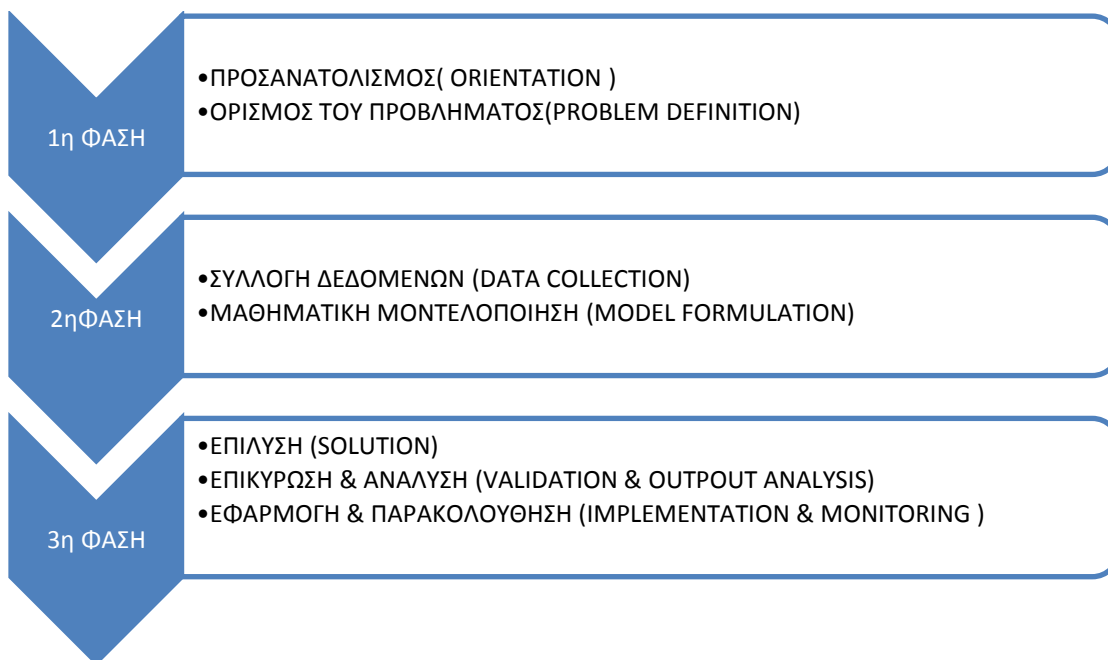 1η ΦΑΣΗ
•ΠΡΟΣΑΝΑΤΟΛΙΣΜΟΣ( ORIENTATION )
•ΟΡΙΣΜΟΣ ΤΟΥ ΠΡΟΒΛΗΜΑΤΟΣ(PROBLEM DEFINITION)
2ηΦΑΣΗ
•ΣΥΛΛΟΓΗ ΔΕΔΟΜΕΝΩΝ (DATA COLLECTION)
•ΜΑΘΗΜΑΤΙΚΗ ΜΟΝΤΕΛΟΠΟΙΗΣΗ (MODEL FORMULATION)
3η ΦΑΣΗ
•ΕΠΙΛΥΣΗ (SOLUTION)
•ΕΠΙΚΥΡΩΣΗ & ΑΝΑΛΥΣΗ (VALIDATION & OUTPOUT ANALYSIS)
•ΕΦΑΡΜΟΓΗ & ΠΑΡΑΚΟΛΟΥΘΗΣΗ (IMPLEMENTATION & MONITORING )